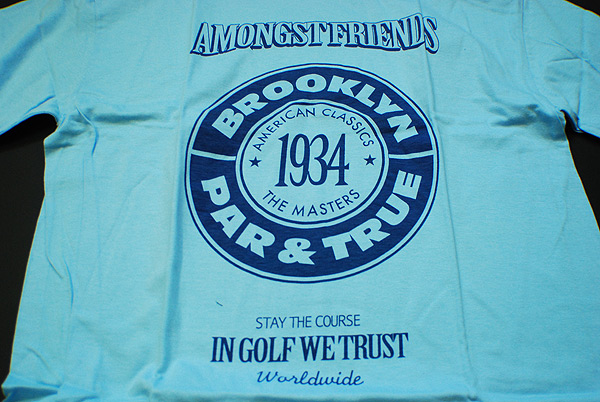 AMONGST FRIENDS
BROOKLYN
AMERICAN CLASSICS
★ 1934 ★
THE MASTERS
PAR & TRUE
STAY THE COURSE
IN GOLF WE TRUST
Worldwide